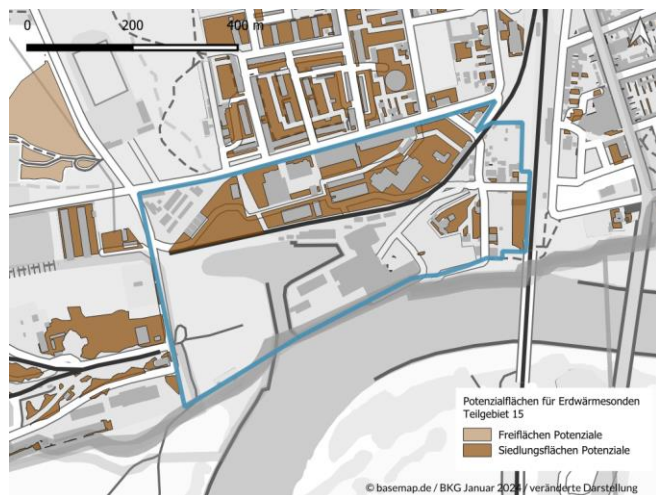 0 200 400 m
Potenzialflächen für Erdwärmesonden
Teilgebiet 15
Freiflächen Potenziale
Siedlungsflächen Potenziale
© basemap.de / BKG Januar 2024 / veränderte Darstellung